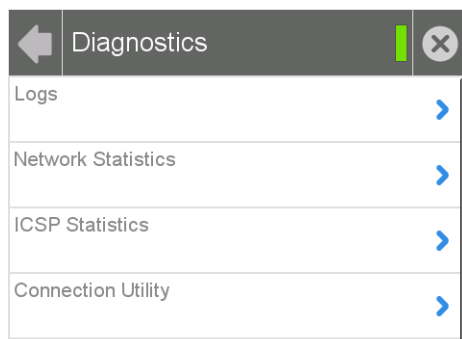 Diagnostics
Logs
Network Statistics
ICSP Statistics
Connection Utility